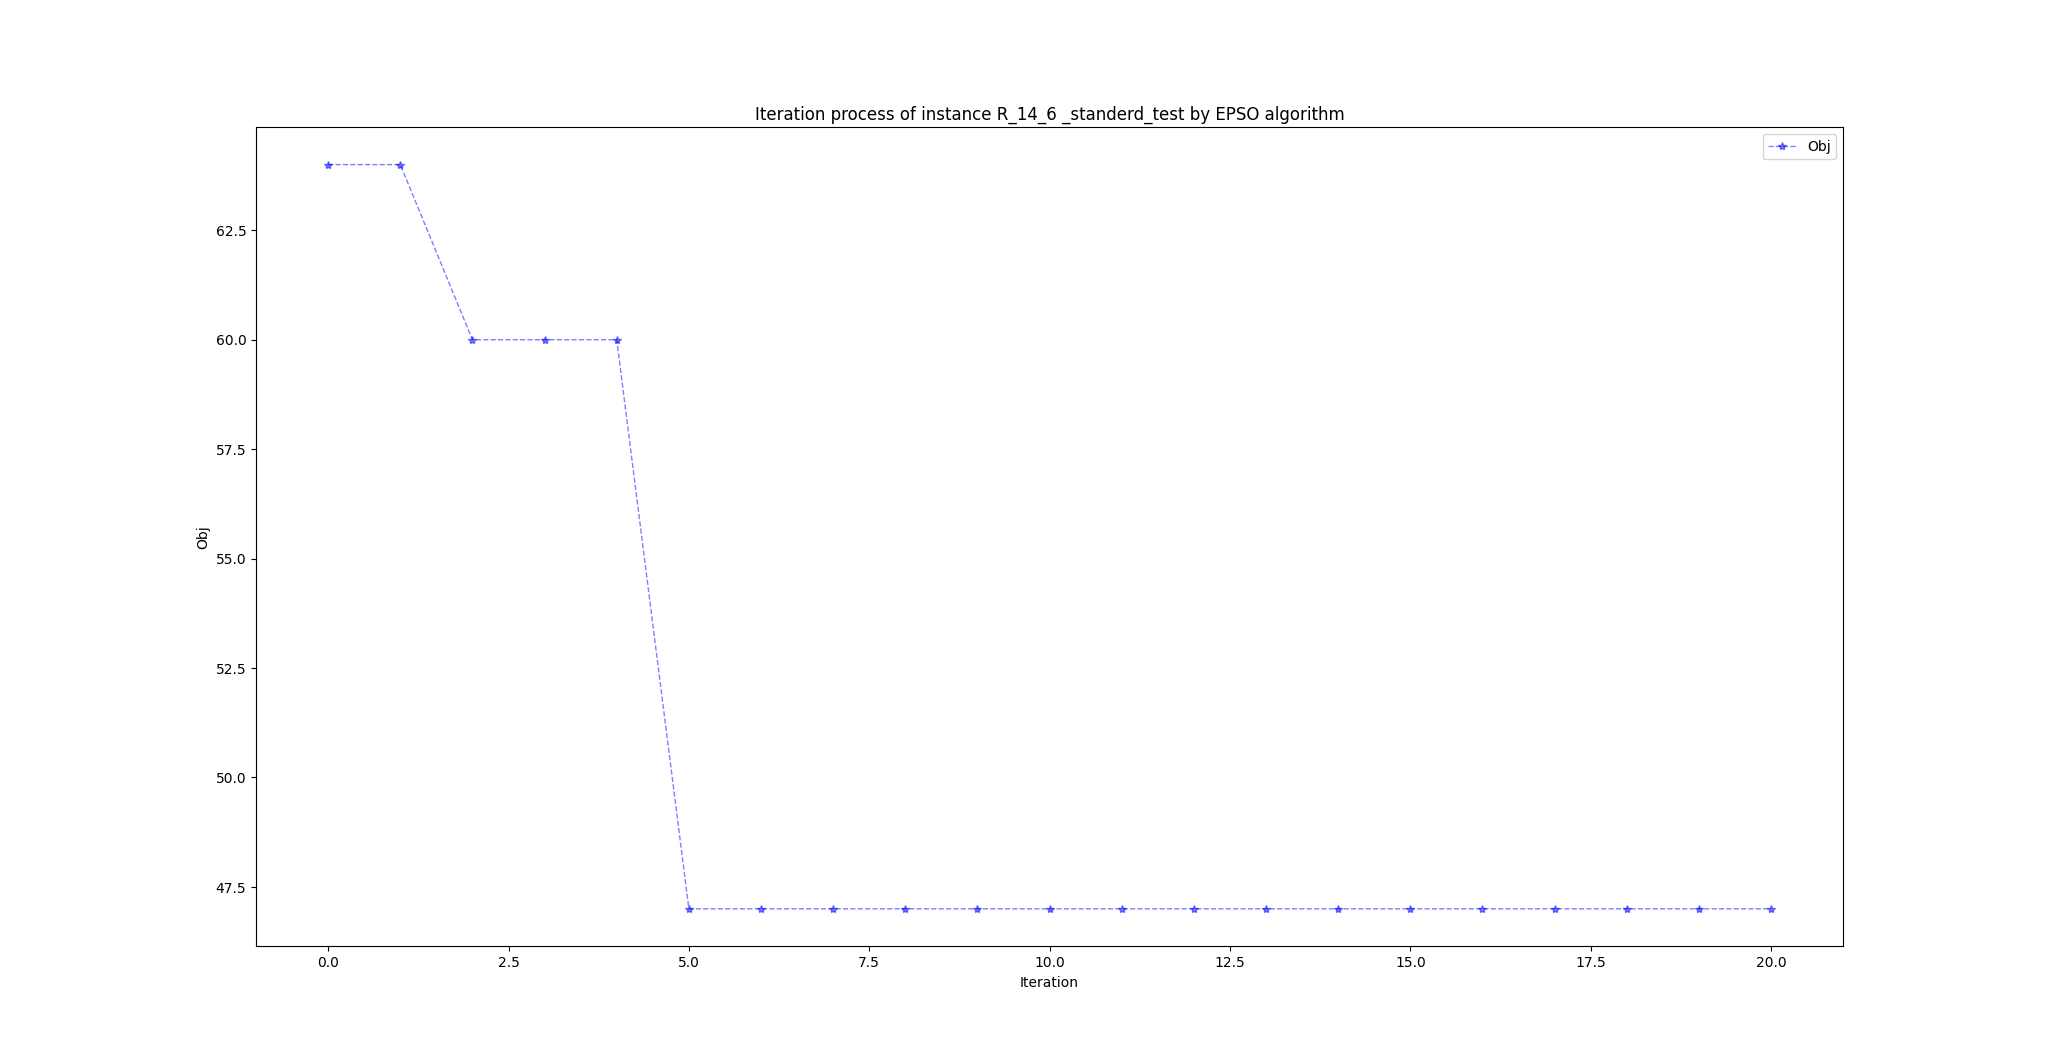 Iteration process of instance R_14_6 _standerd_test by EPSO algorithm
Obj
62.5
60.0
57.5
55.0
52.5
50.0
47.5
Obj
0.0 2.5 5.0 7.5 10.0 12.5 15.0 17.5 20.0
Iteration